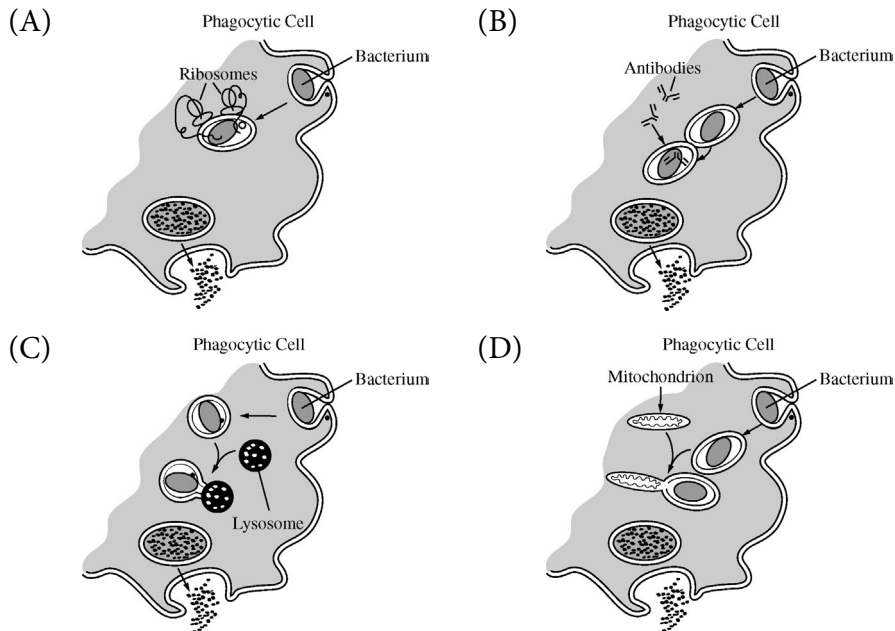 (A)
Phagocytic Cell
Bacterium
Ribosomes
(B)
Phagocytic Cell
Bacterium
Antibodies
(C)
Phagocytic Cell
Bacterium
Lysosome
(D)
Phagocytic Cell
Mitochondrion
Bacterium